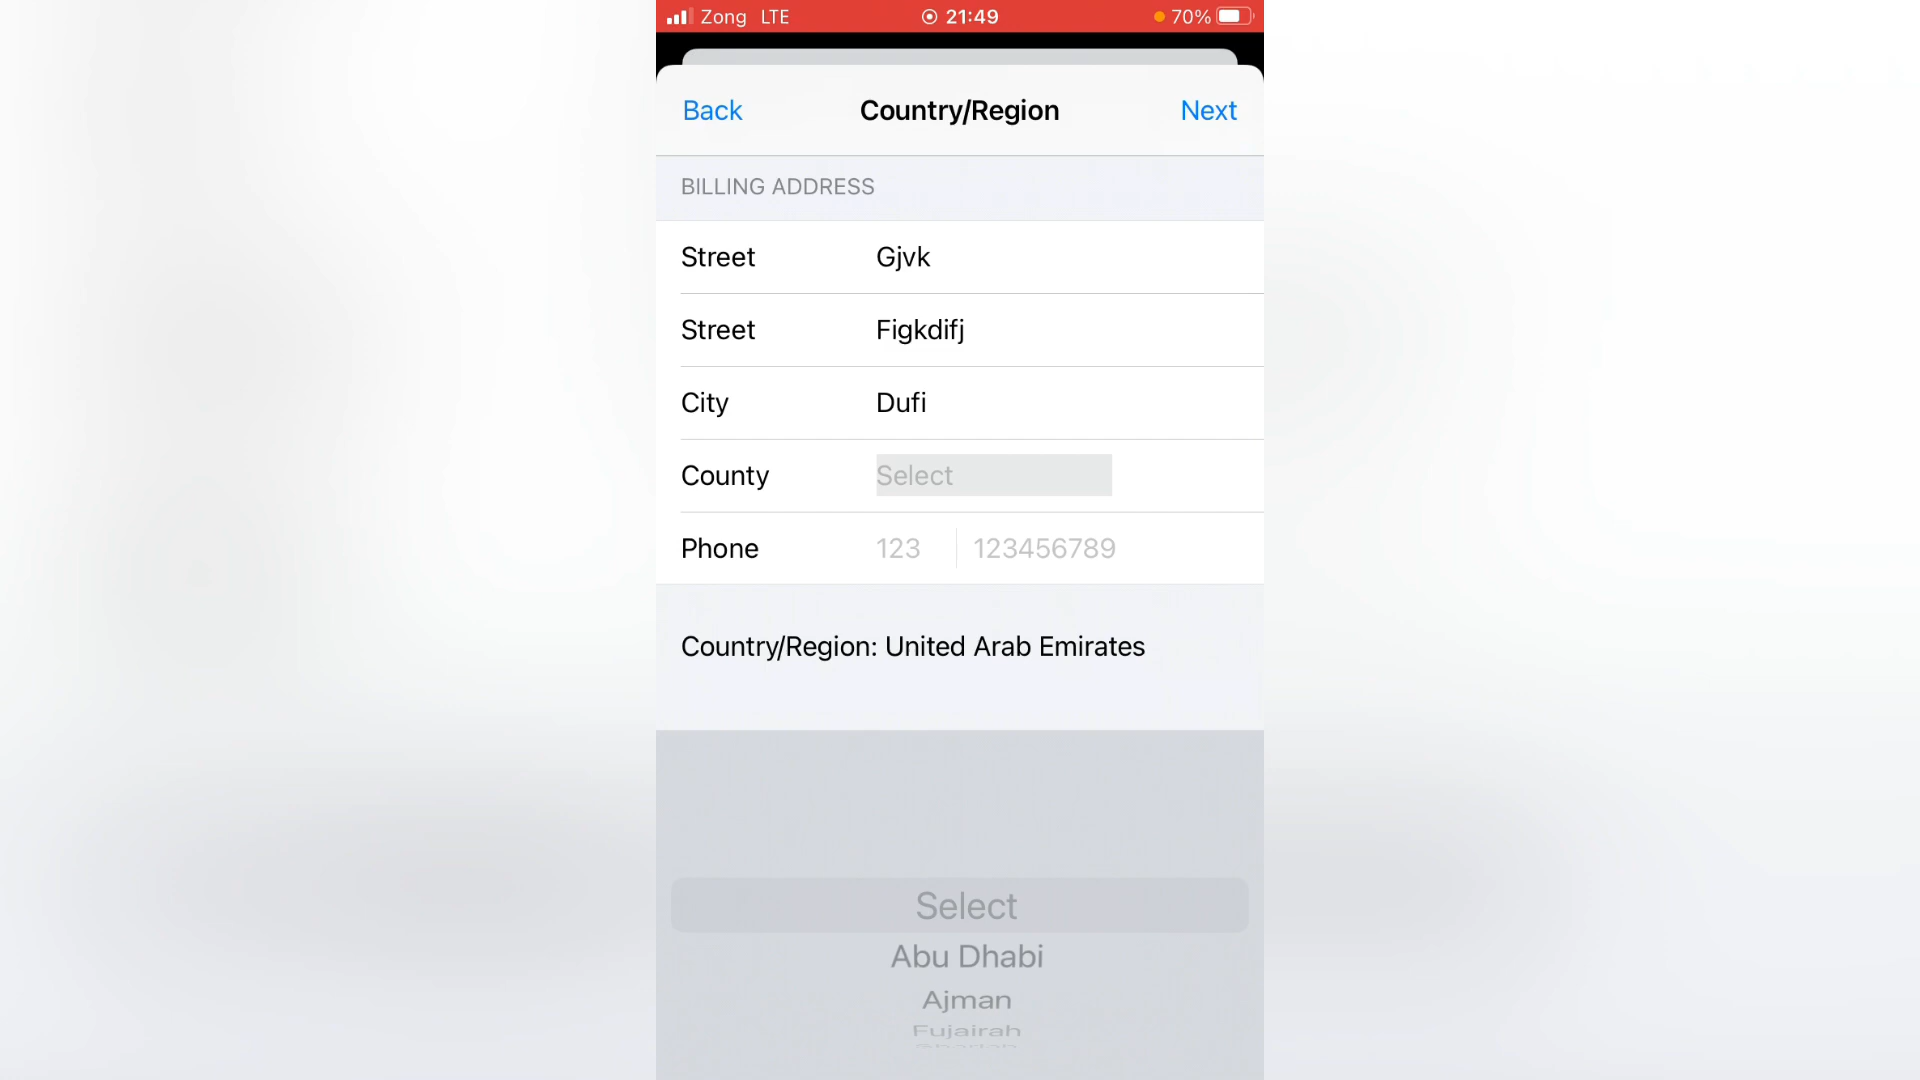 Zong LTE 21:49 70%
Back Country/Region Next
BILLING ADDRESS
Street Gjvk
Street Figkdifj
City Dufi
County Select
Phone 123 123456789
Country/Region: United Arab Emirates
Select
Abu Dhabi
Ajman
Fujairah